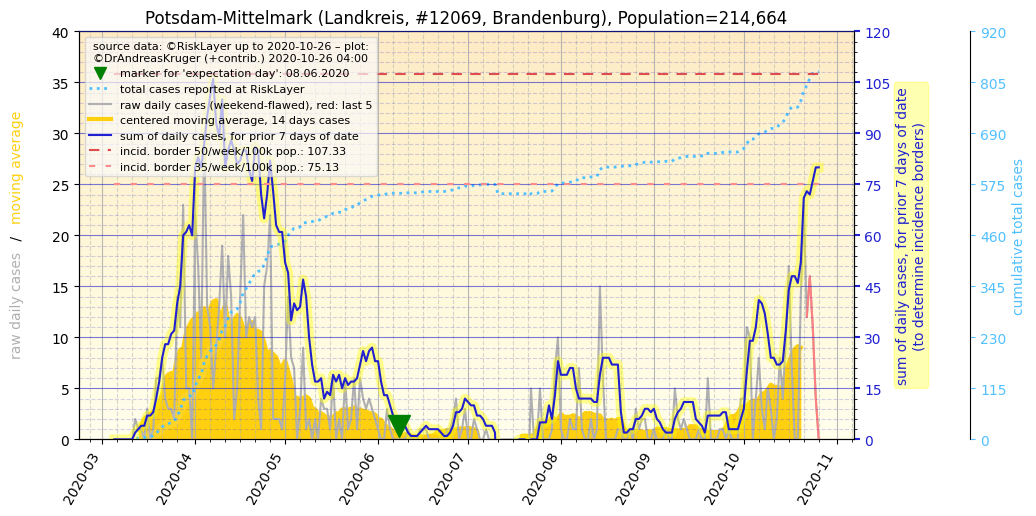 Potsdam-Mittelmark (Landkreis, #12069, Brandenburg), Population=214,664
source data: ©RiskLayer up to 2020-10-26 – plot:
©DrAndreasKruger (+contrib.) 2020-10-26 04:00
marker for 'expectation day': 08.06.2020
total cases reported at RiskLayer
raw daily cases (weekend-flawed), red: last 5
centered moving average, 14 days cases
sum of daily cases, for prior 7 days of date
incid. border 50/week/100k pop.: 107.33
incid. border 35/week/100k pop.: 75.13
raw daily cases / moving average
40
35
30
25
20
15
10
5
0
2020-03
2020-04
2020-05
2020-06
2020-07
2020-08
2020-09
2020-10
2020-11
120
105
90
75
60
45
30
15
0
sum of daily cases, for prior 7 days of date
(to determine incidence borders)
920
805
690
575
460
345
230
115
0
cumulative total cases